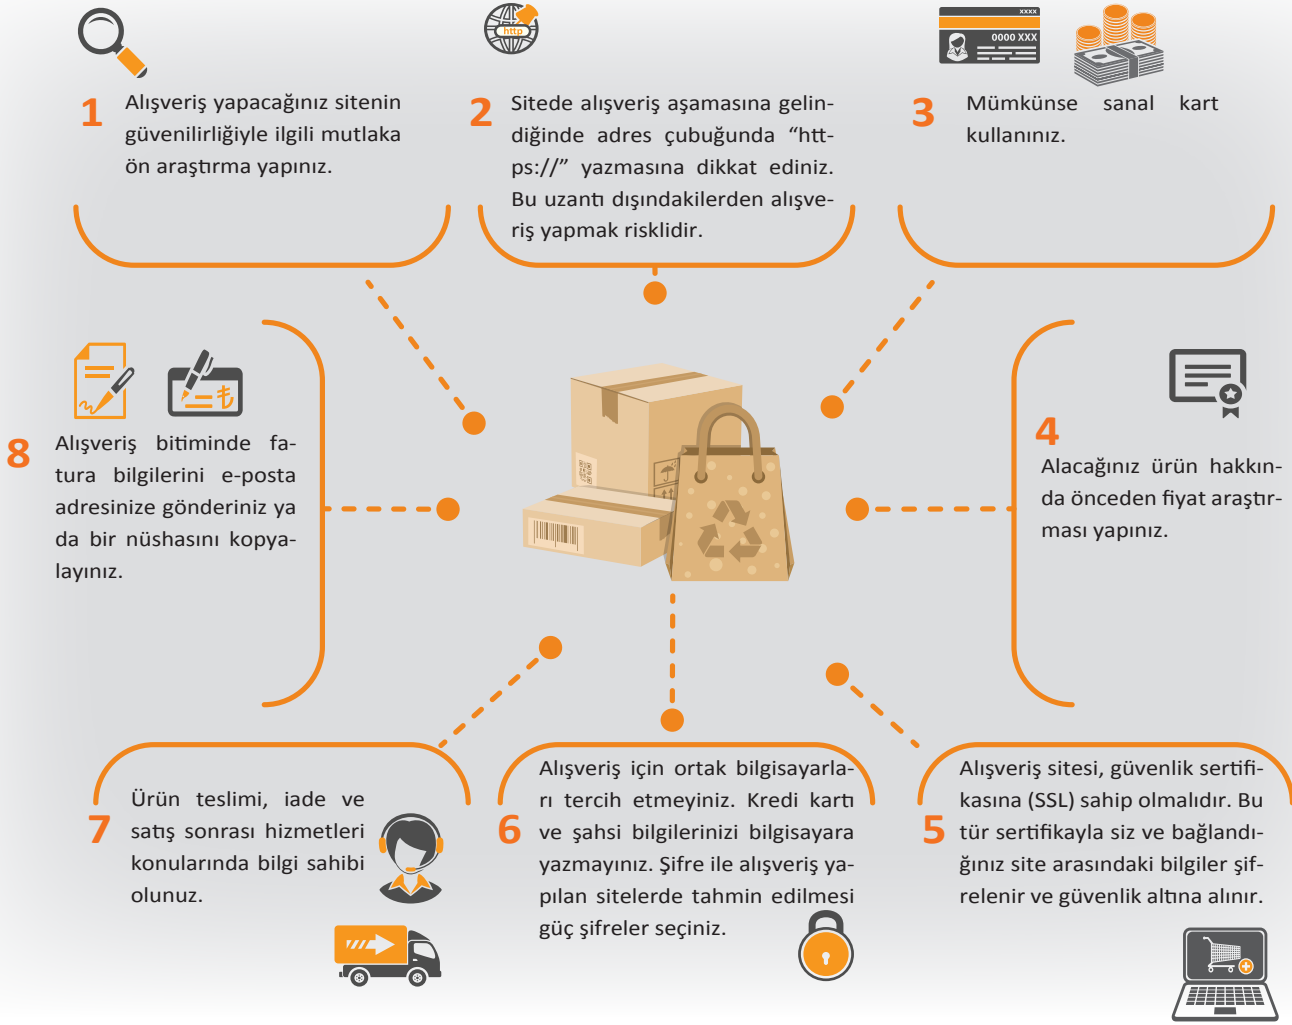 1
Alışveriş yapacağınız sitenin
güvenilirliğiyle ilgili mutlaka
ön araştırma yapınız.
http
2
Sitede alışveriş aşamasına gelin-
diğinde adres çubuğunda “htt-
ps://” yazmasına dikkat ediniz.
Bu uzantı dışındakilerden alışve-
riş yapmak risklidir.
XXXX
0000 XXX
3
Mümkünse sanal kart
kullanınız.
4
Alacağınız ürün hakkın-
da önceden fiyat araştır-
ması yapınız.
5
Alışveriş sitesi, güvenlik sertifi-
kasına (SSL) sahip olmalıdır. Bu
tür sertifikayla siz ve bağlandı-
ğınız site arasındaki bilgiler şif-
relenir ve güvenlik altına alınır.
6
Alışveriş için ortak bilgisayarla-
rı tercih etmeyiniz. Kredi kartı
ve şahsi bilgilerinizi bilgisayara
yazmayınız. Şifre ile alışveriş ya-
pılan sitelerde tahmin edilmesi
güç şifreler seçiniz.
7
Ürün teslimi, iade ve
satış sonrası hizmetleri
konularında bilgi sahibi
olunuz.
₺
8
Alışveriş bitiminde fa-
tura bilgilerini e-posta
adresinize gönderiniz ya
da bir nüshasını kopya-
layınız.